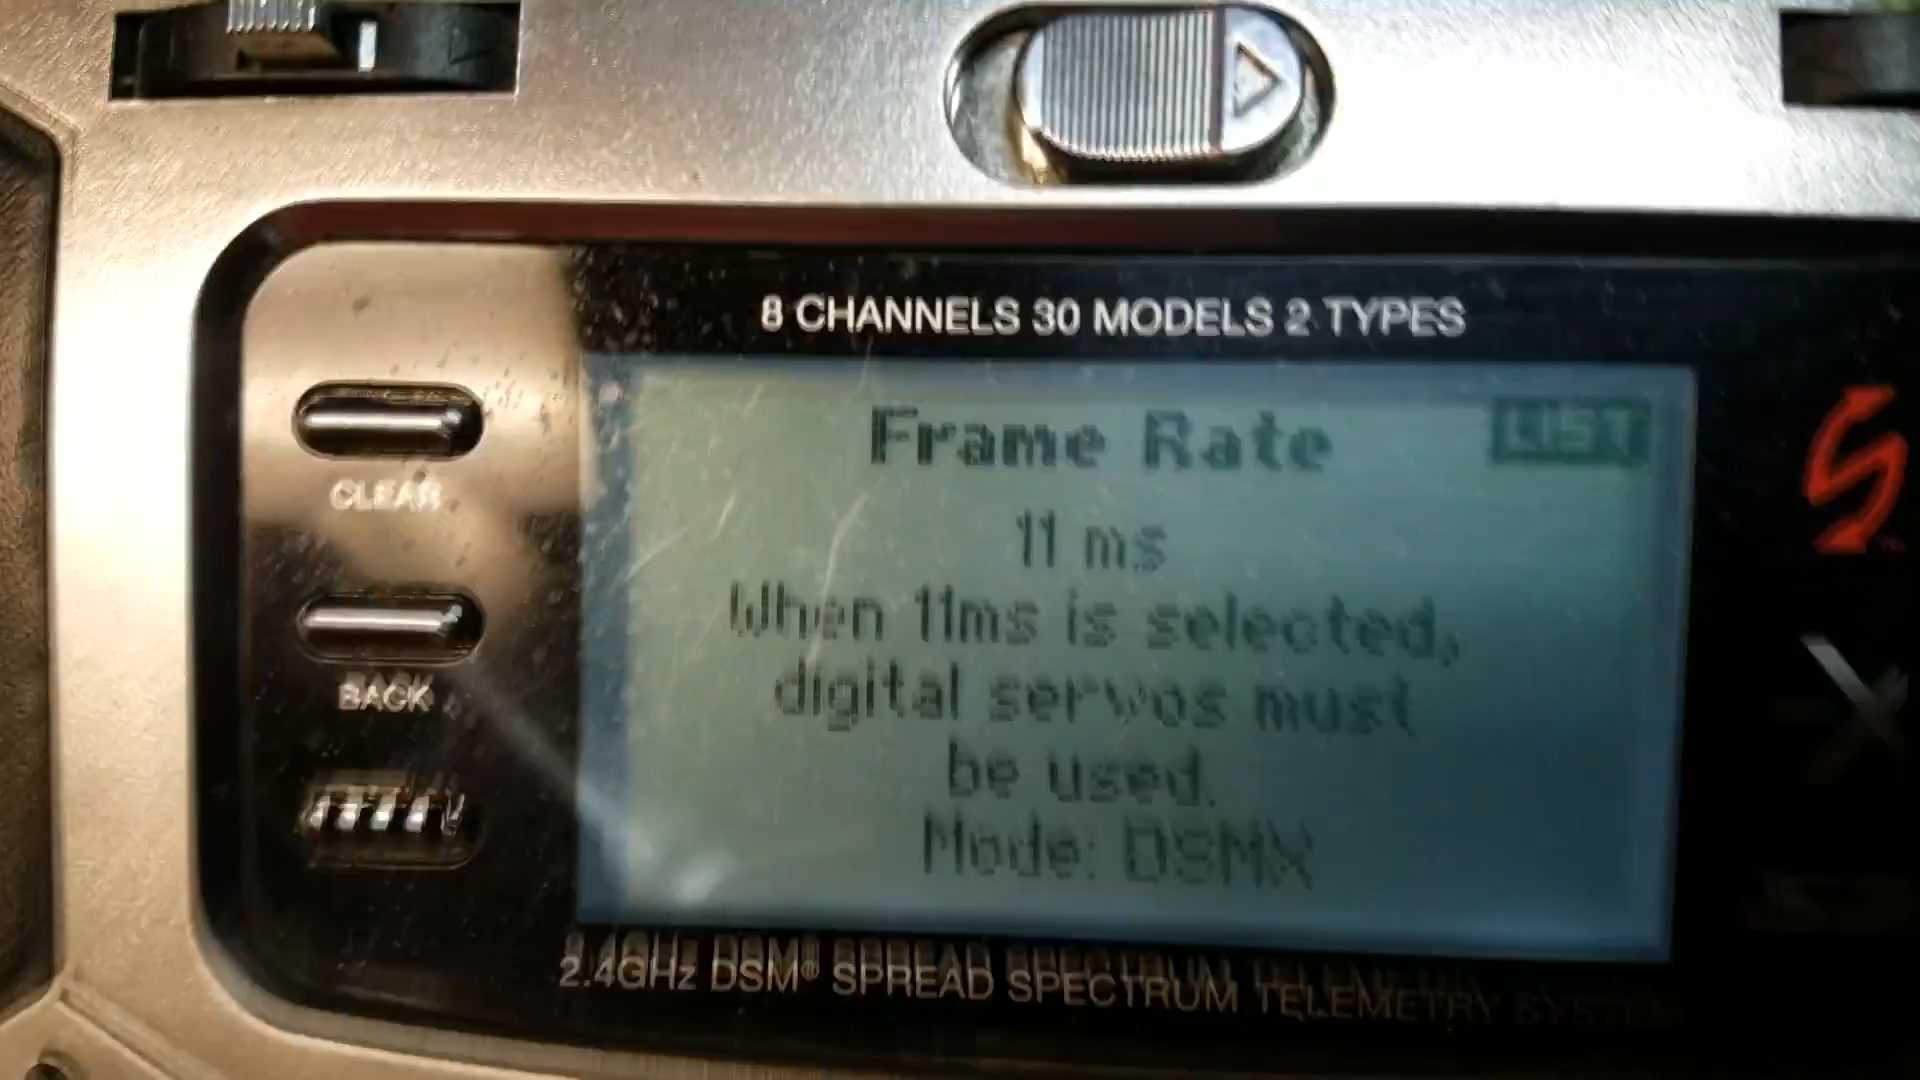 8 CHANNELS 30 MODELS 2 TYPES
Frame Rate
LIST
11 ms
When 11ms is selected,
digital servos must
be used.
Mode: DSMX
CLEAR
BACK
2.4GHz DSM® SPREAD SPECTRUM TELEMETRY SYSTEM